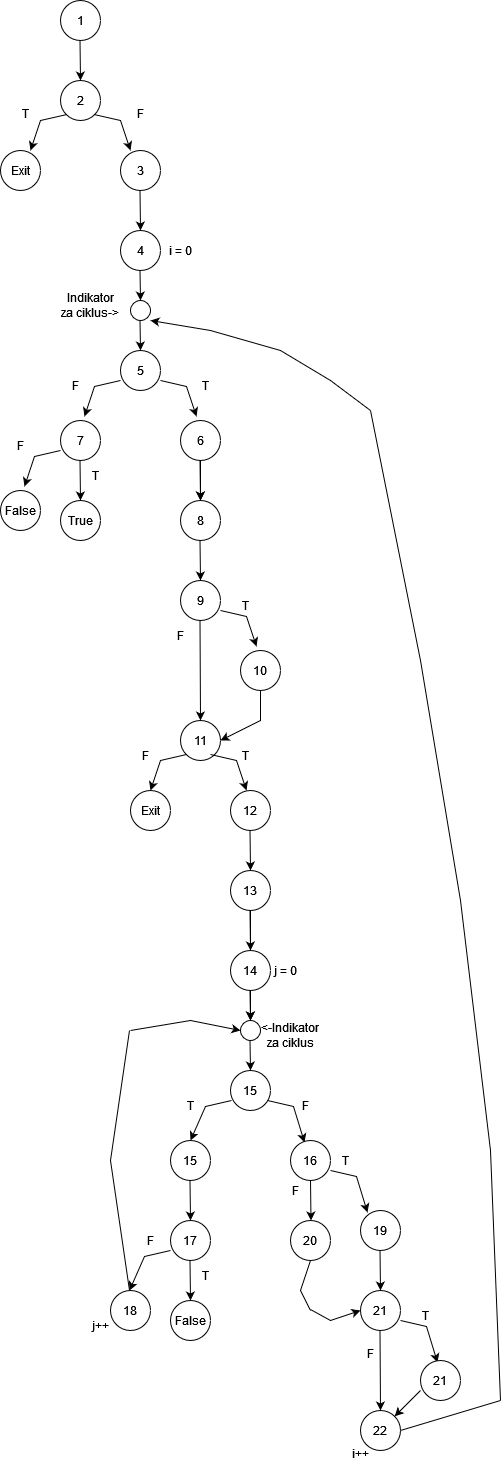 1
2
T
F
Exit
3
4
i = 0
Indikator
za ciklus->
5
F
T
7
6
F
T
False
True
8
9
T
F
10
11
F
T
Exit
12
13
14
j = 0
<-Indikator
za ciklus
15
T
F
15
16
T
F
17
20
19
F
T
18
j++
False
21
T
F
21
22
i++